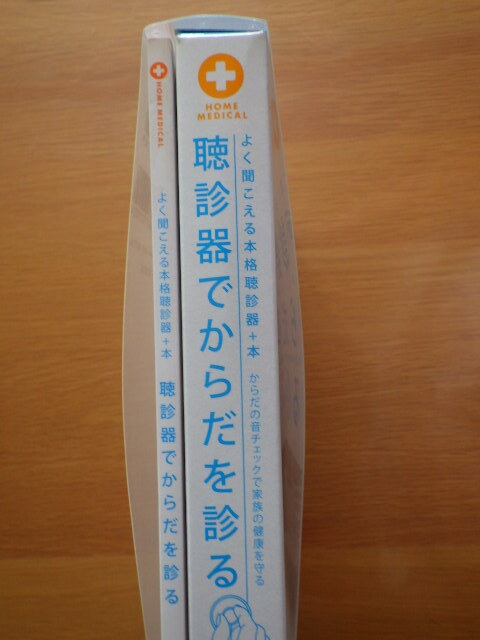 HOME
MEDICAL
よく聞こえる本格聴診器+本
からだの音チェックで家族の健康を守る
聴診器でからだを診る
HOME MEDICAL
よく聞こえる本格聴診器+本
聴診器でからだを診る